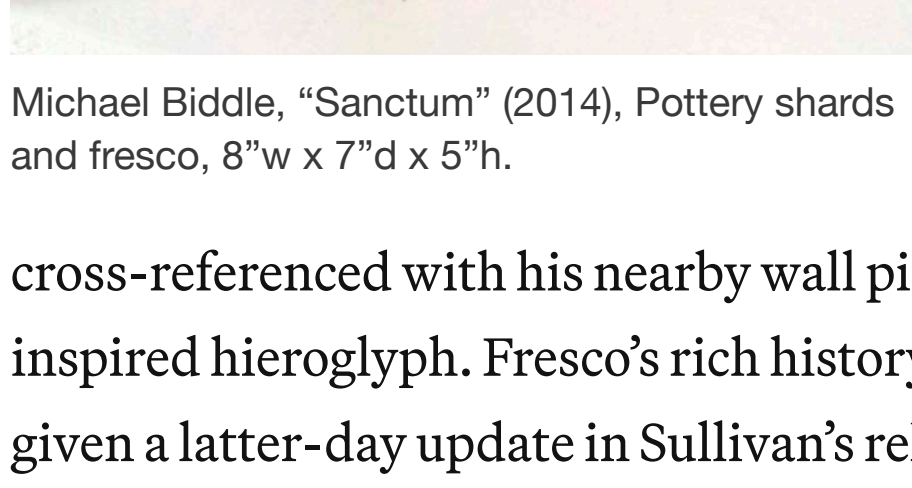 Michael Biddle, “Sanctum” (2014), Pottery shards
and fresco, 8”w x 7”d x 5”h.
cross-referenced with his nearby wall
inspired hieroglyph. Fresco’s rich history
given a latter-day update in Sullivan’s